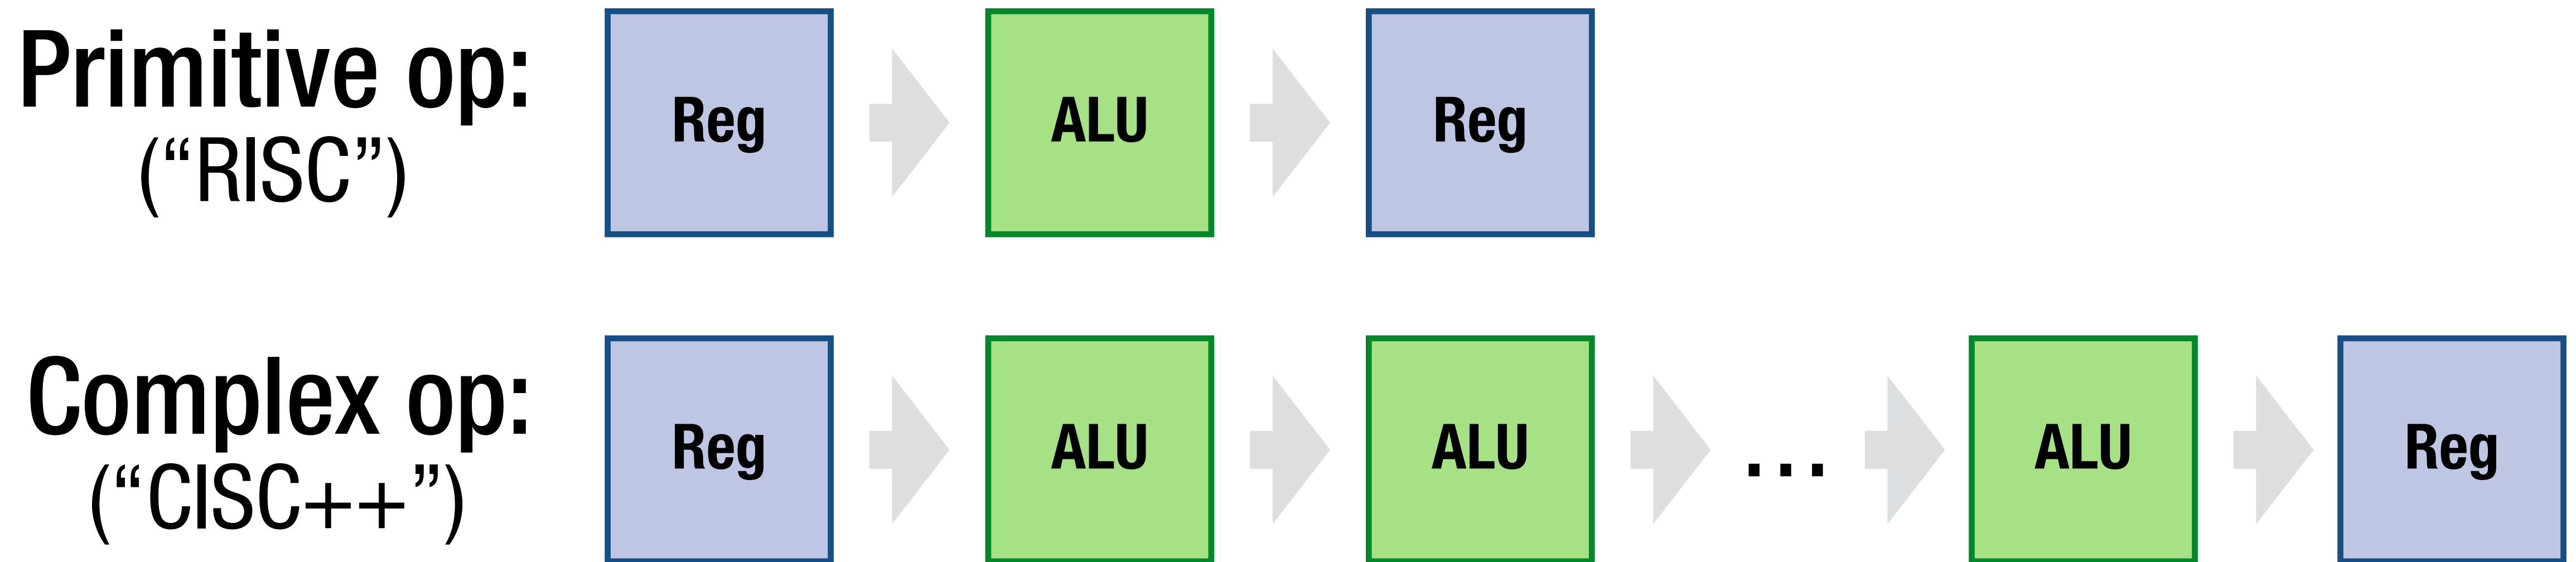 Primitive op:
(“RISC”)
Reg
ALU
Reg
Complex op:
(“CISC++”)
Reg
ALU
ALU
...
ALU
Reg